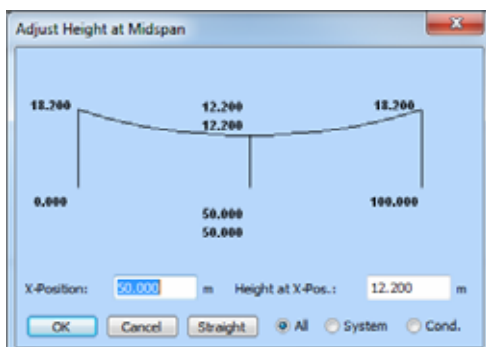 Adjust Height at Midspan
18.200 12.200 18.200
12.200
0.000 50.000 100.000
50.000
X-Position: 50.000 m Height at X-Pos.: 12.200 m
OK Cancel Straight All System Cond.